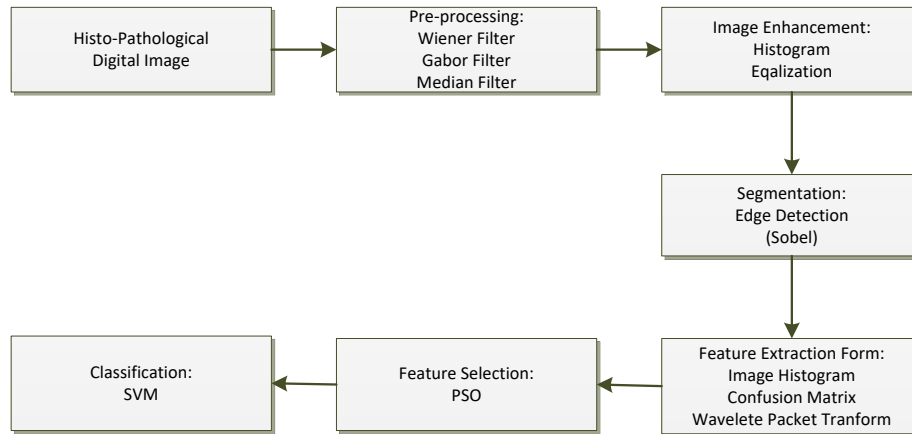 Histo-Pathological
Digital Image
Pre-processing:
Wiener Filter
Gabor Filter
Median Filter
Image Enhancement:
Histogram
Eqalization
Segmentation:
Edge Detection
(Sobel)
Feature Extraction Form:
Image Histogram
Confusion Matrix
Wavelete Packet Tranform
Feature Selection:
PSO
Classification:
SVM